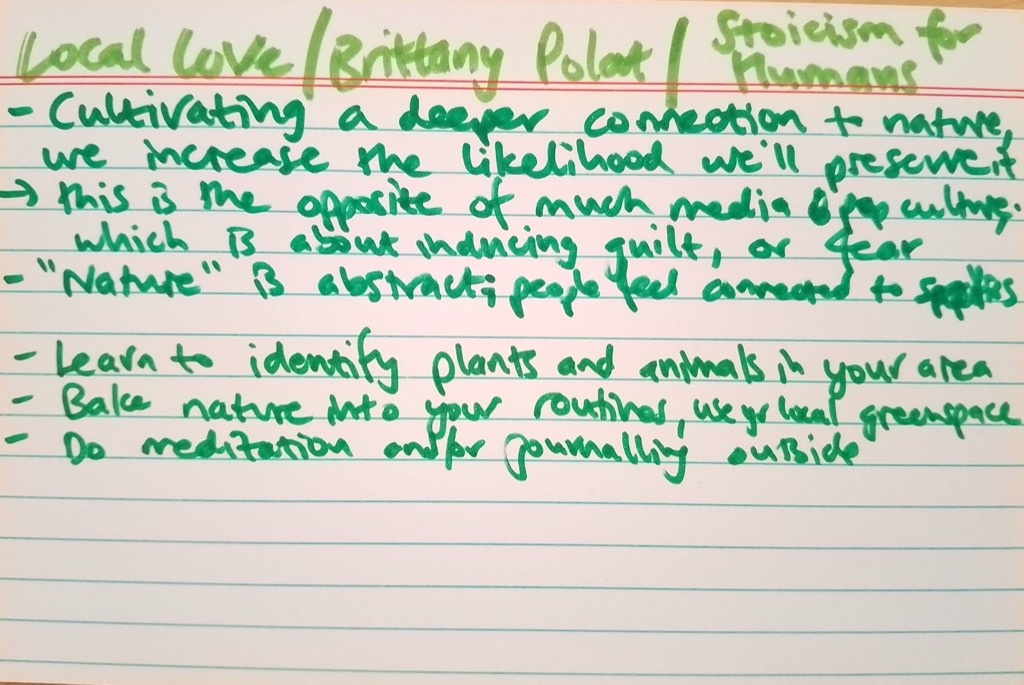 Local Love / Brittany Polat / Stoicism for Humans
- Cultivating a deeper connection + nature,
we increase the likelihood we'll preserve it
→ this is the opposite of much media & pop culture,
which is about inducing guilt, or fear
- "Nature" is abstract; people feel connected to
- Learn to identify plants and animals in your area
- Bake nature into your routines, use yr local greenspace
- Do meditation and/or journalling outside